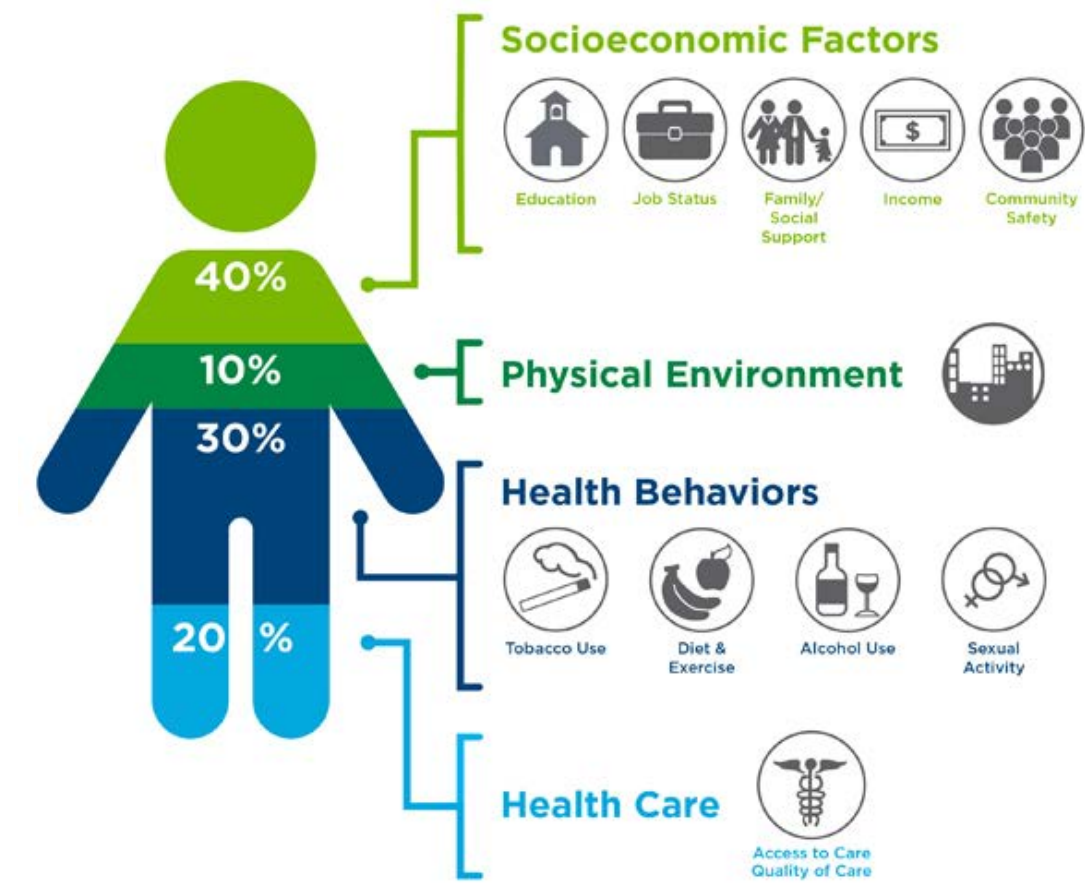 Socioeconomic Factors
$
Education
Job Status
Family/
Social
Support
Income
Community
Safety
40%
10%
Physical Environment
30%
Health Behaviors
Tobacco Use
Diet &
Exercise
Alcohol Use
Sexual
Activity
20 %
Health Care
Access to Care
Quality of Care